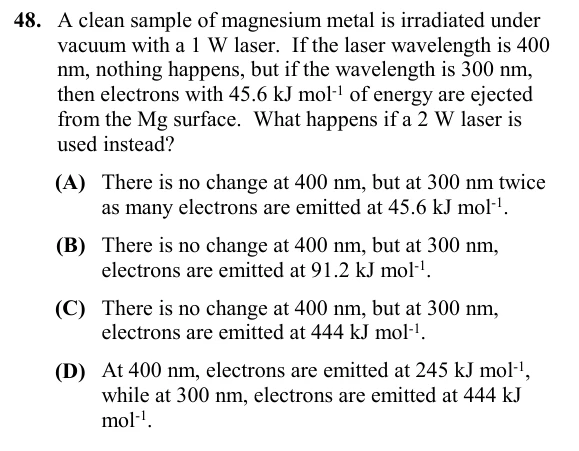 48. A clean sample of magnesium metal is irradiated under
vacuum with a 1 W laser. If the laser wavelength is 400
nm, nothing happens, but if the wavelength is 300 nm,
then electrons with 45.6 kJ mol⁻¹ of energy are ejected
from the Mg surface. What happens if a 2 W laser is
used instead?
(A) There is no change at 400 nm, but at 300 nm twice
as many electrons are emitted at 45.6 kJ mol⁻¹.
(B) There is no change at 400 nm, but at 300 nm,
electrons are emitted at 91.2 kJ mol⁻¹.
(C) There is no change at 400 nm, but at 300 nm,
electrons are emitted at 444 kJ mol⁻¹.
(D) At 400 nm, electrons are emitted at 245 kJ mol⁻¹,
while at 300 nm, electrons are emitted at 444 kJ
mol⁻¹.